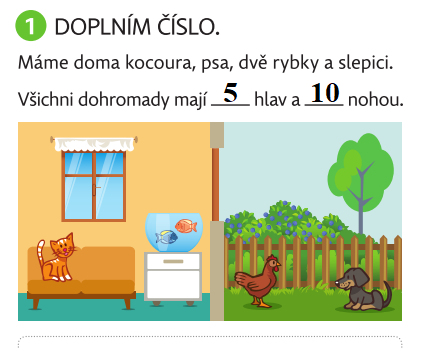 1 DOPLNÍM ČÍSLO.
Máme doma kocoura, psa, dvě rybky a slepici.
Všichni dohromady mají 5 hlav a 10 nohou.